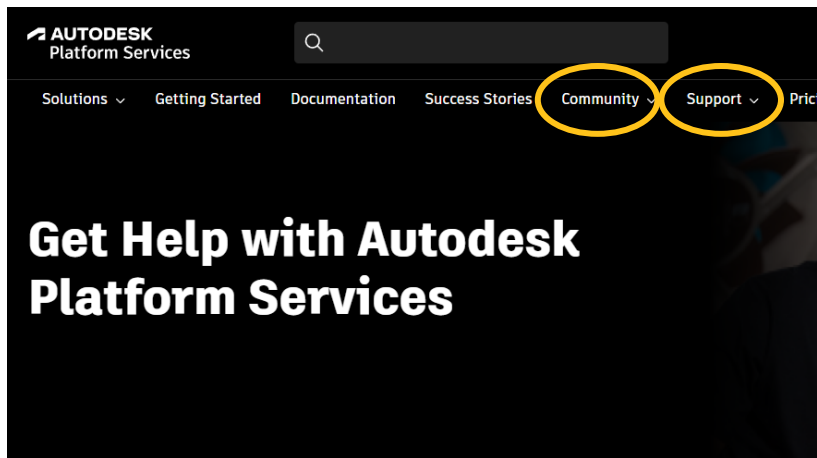 AUTODESK
Platform Services
Solutions Getting Started Documentation Success Stories Community Support
Get Help with Autodesk
Platform Services